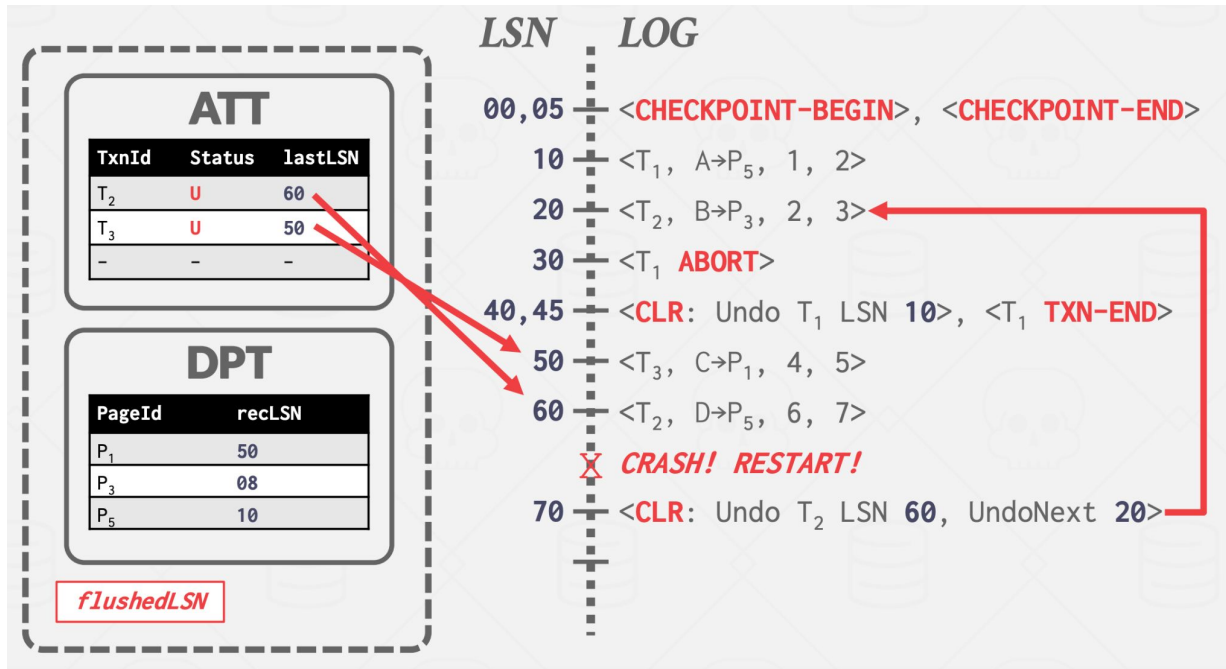 LSN LOG
ATT
TxnId Status lastLSN
T₂ U 60
T₃ U 50
- - -
DPT
PageId recLSN
P₁ 50
P₃ 08
P₅ 10
flushedLSN
00,05 <CHECKPOINT-BEGIN>, <CHECKPOINT-END>
10 <T₁, A→P₅, 1, 2>
20 <T₂, B→P₃, 2, 3>
30 <T₁ ABORT>
40,45 <CLR: Undo T₁ LSN 10>, <T₁ TXN-END>
50 <T₃, C→P₁, 4, 5>
60 <T₂, D→P₅, 6, 7>
CRASH! RESTART!
70 <CLR: Undo T₂ LSN 60, UndoNext 20>